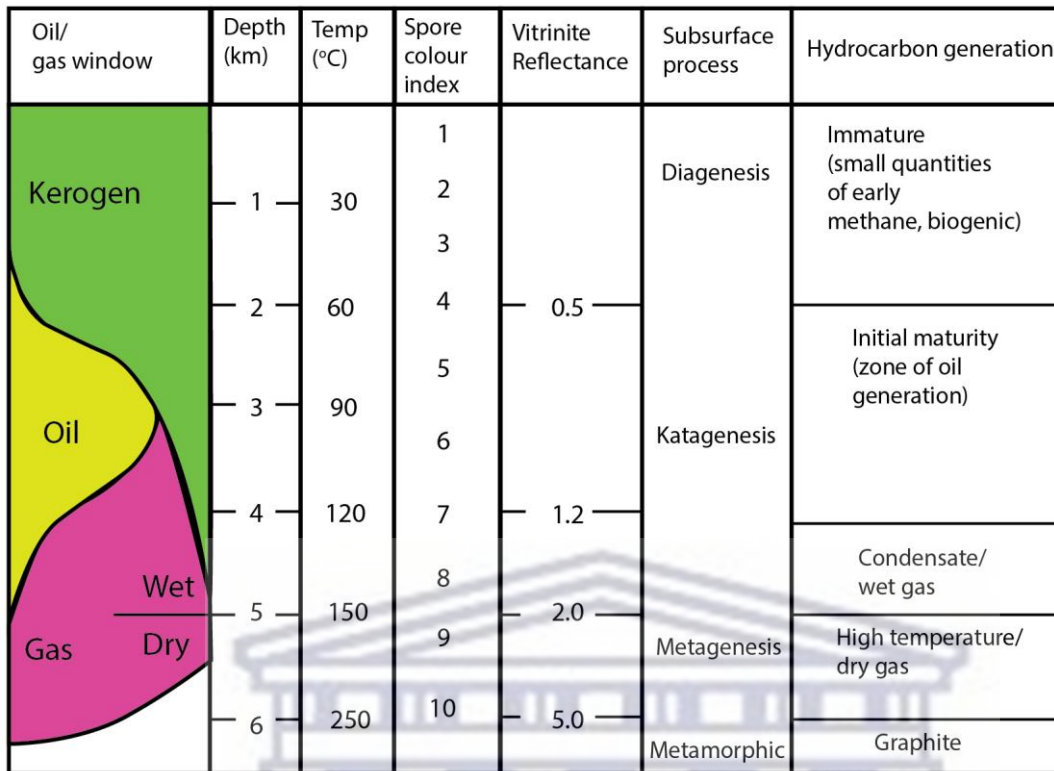 Oil/
gas window
Depth
(km)
Temp
(°C)
Spore
colour
index
Vitrinite
Reflectance
Subsurface
process
Hydrocarbon generation
Kerogen
Oil
Wet
Gas
Dry
1
2
3
4
5
6
30
60
90
120
150
250
1
2
3
4
5
6
7
8
9
10
0.5
1.2
2.0
5.0
Diagenesis
Katagenesis
Metagenesis
Metamorphic
Immature
(small quantities
of early
methane, biogenic)
Initial maturity
(zone of oil
generation)
Condensate/
wet gas
High temperature/
dry gas
Graphite